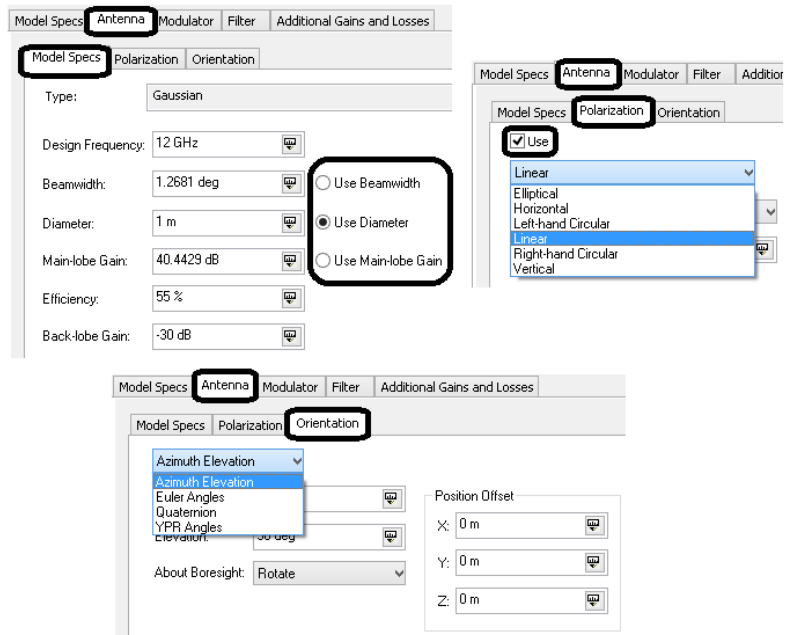 Model Specs Antenna Modulator Filter Additional Gains and Losses
Model Specs Polarization Orientation
Type: Gaussian
Design Frequency: 12 GHz
Beamwidth: 1.2681 deg Use Beamwidth
Diameter: 1 m Use Diameter
Main-lobe Gain: 40.4429 dB Use Main-lobe Gain
Efficiency: 55 %
Back-lobe Gain: -30 dB
Model Specs Antenna Modulator Filter Addition
Model Specs Polarization Orientation
Use
Linear
Elliptical
Horizontal
Left-hand Circular
Linear
Right-hand Circular
Vertical
Model Specs Antenna Modulator Filter Additional Gains and Losses
Model Specs Polarization Orientation
Azimuth Elevation
Azimuth Elevation
Euler Angles
Quaternion
YPR Angles
Elevation:
About Boresight: Rotate
Position Offset
X: 0 m
Y: 0 m
Z: 0 m